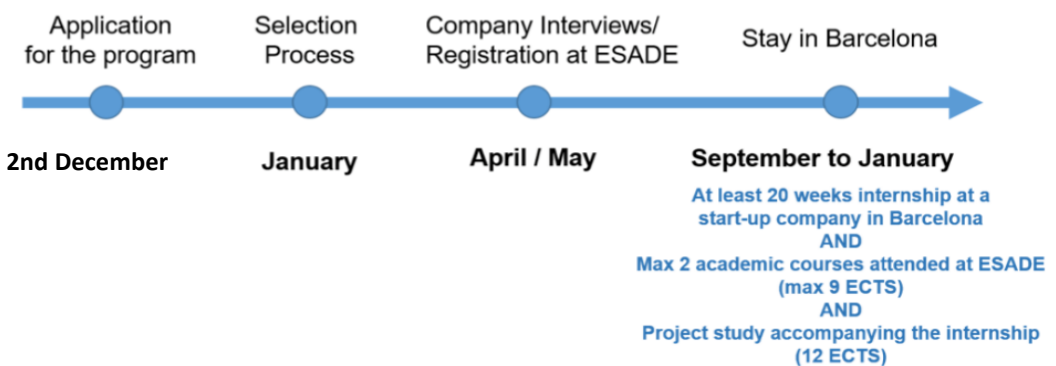 Application
for the program
Selection
Process
Company Interviews/
Registration at ESADE
Stay in Barcelona
2nd December
January
April / May
September to January
At least 20 weeks internship at a
start-up company in Barcelona
AND
Max 2 academic courses attended at ESADE
(max 9 ECTS)
AND
Project study accompanying the internship
(12 ECTS)